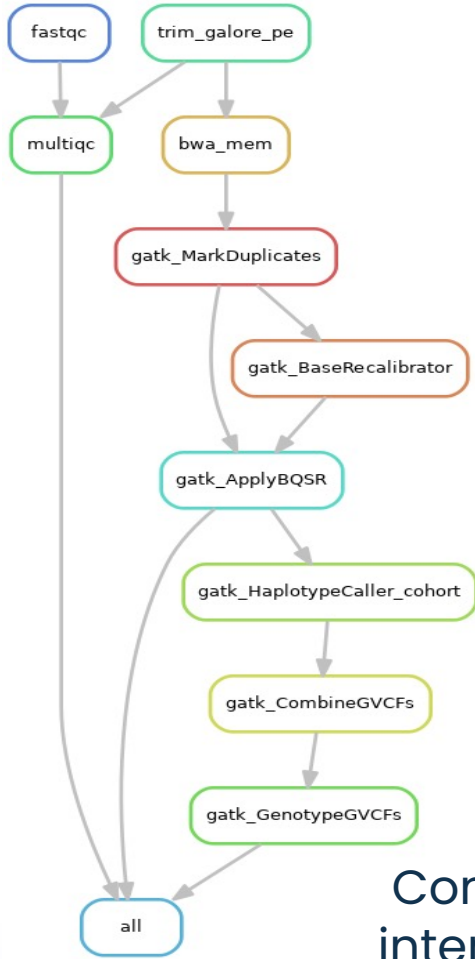 fastqc
trim_galore_pe
multiqc
bwa_mem
gatk_MarkDuplicates
gatk_BaseRecalibrator
gatk_ApplyBQSR
gatk_HaplotypeCaller_cohort
gatk_CombineGVCFs
gatk_GenotypeGVCFs
all